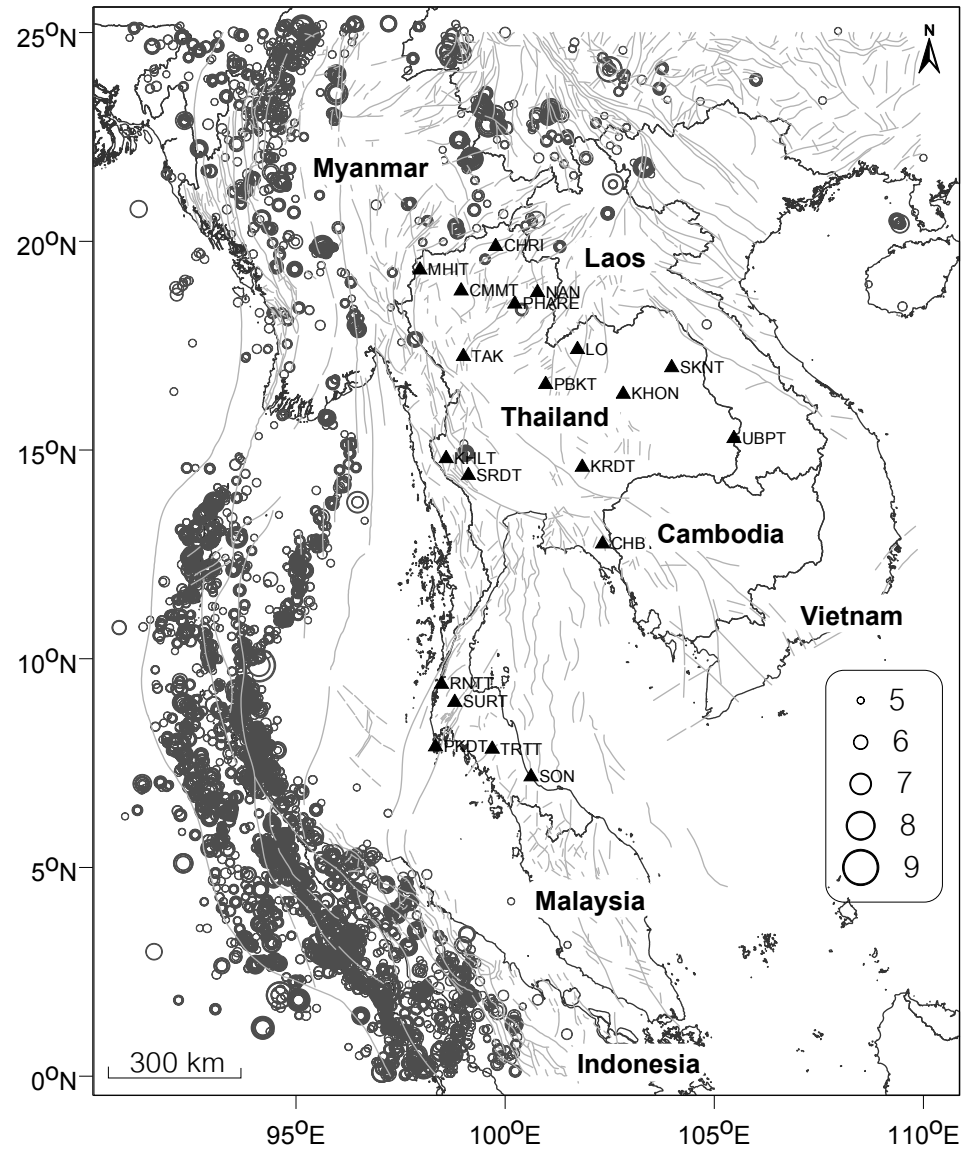 25°N
N
Myanmar
20°N
CHRI
Laos
MHIT
CMMT
NAN
PHARE
LO
TAK
SKNT
PBKT
KHON
Thailand
UBPT
15°N
KHLT
KRDT
SRDT
Cambodia
CHB
Vietnam
10°N
RNTT
SURT
5
6
PKDT
TRTT
SON
7
8
5°N
9
Malaysia
300 km
Indonesia
0°N
95°E
100°E
105°E
110°E